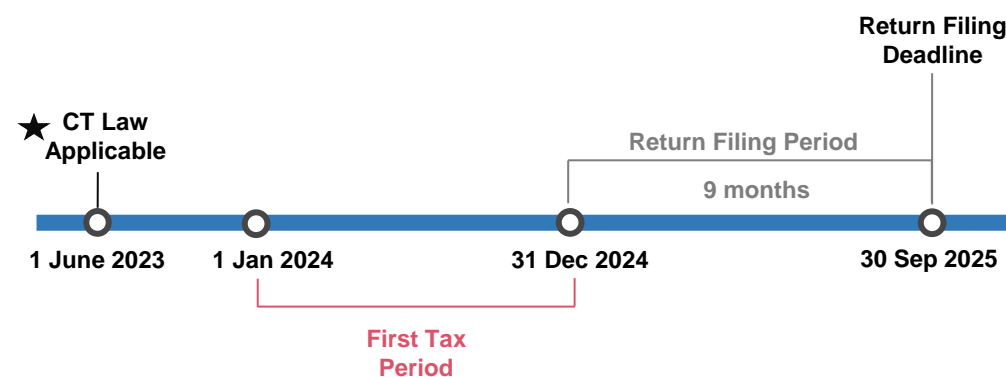 Return Filing
Deadline
CT Law
Applicable
Return Filing Period
9 months
1 June 2023
1 Jan 2024
31 Dec 2024
30 Sep 2025
First Tax
Period